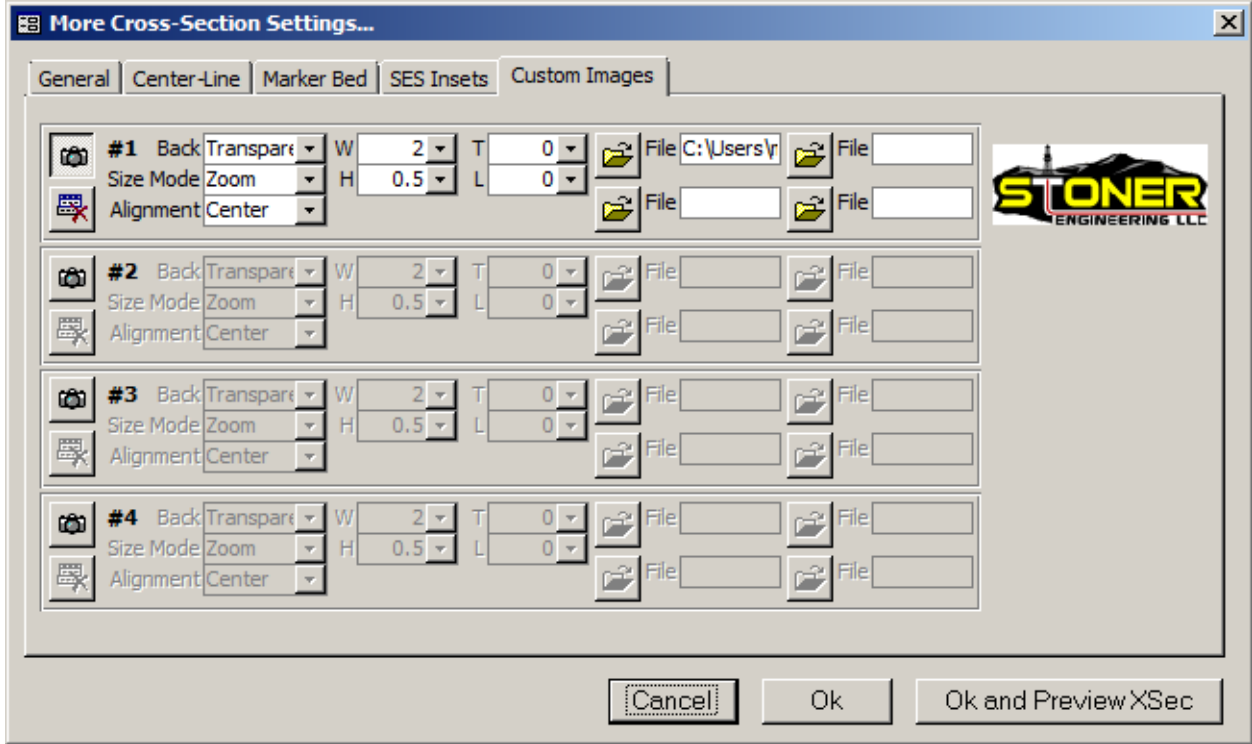 More Cross-Section Settings...
General Center-Line Marker Bed SES Insets Custom Images
#1 Back Transpare W 2 T 0 File C:\Users\r File
Size Mode Zoom H 0.5 L 0
Alignment Center File File
STONER
ENGINEERING LLC
#2 Back Transpare W 2 T 0 File File
Size Mode Zoom H 0.5 L 0
Alignment Center File File
#3 Back Transpare W 2 T 0 File File
Size Mode Zoom H 0.5 L 0
Alignment Center File File
#4 Back Transpare W 2 T 0 File File
Size Mode Zoom H 0.5 L 0
Alignment Center File File
Cancel Ok Ok and Preview XSec